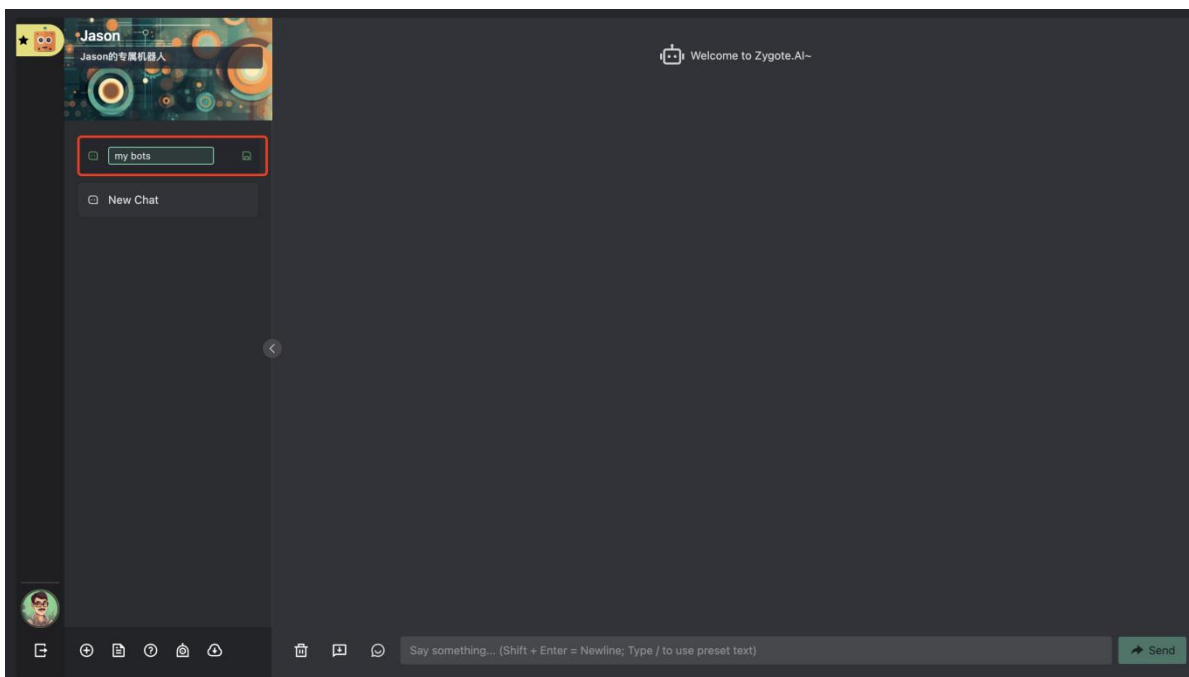 Jason
Jason的专属机器人
my bots
New Chat
Welcome to Zygote.AI~
Say something... (Shift + Enter = Newline; Type / to use preset text)
Send